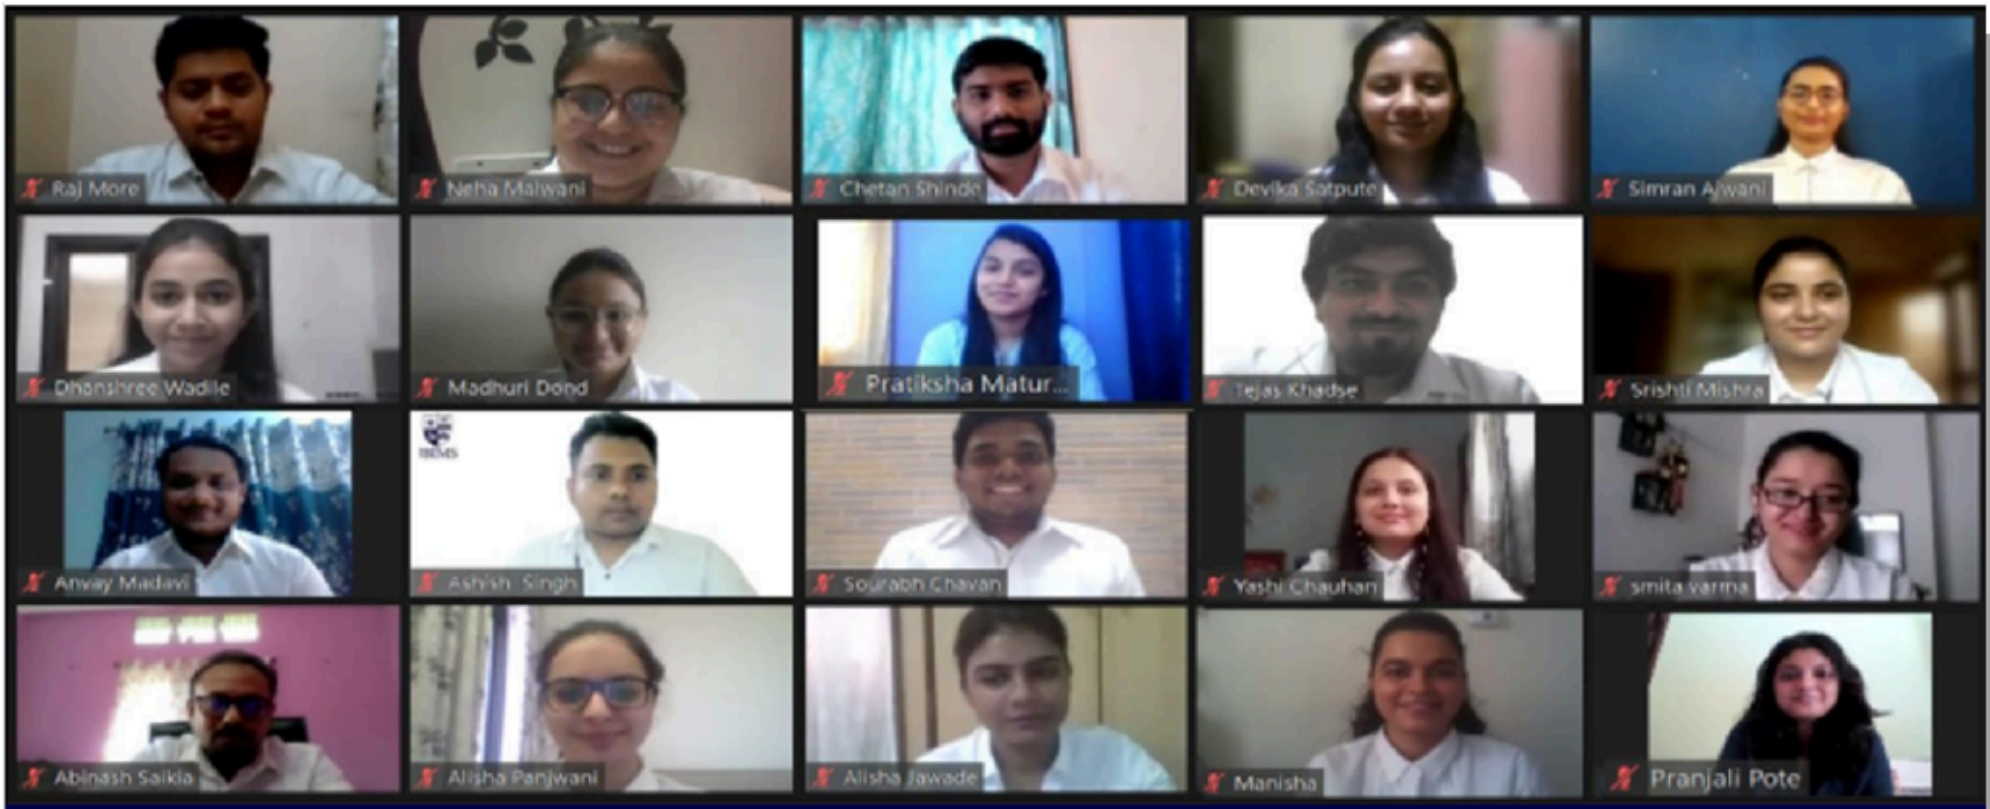 Raj More
Neha Malwani
Chetan Shinde
Devika Satpute
Simran Ajwani
Dhanshree Wadile
Madhuri Dond
Pratiksha Matur...
Tejas Khadse
Srishti Mishra
Anvay Madavi
Ashish Singh
Sourabh Chavan
Yashi Chauhan
smita varma
Abinash Saikia
Alisha Panjwani
Alisha Jawade
Manisha
Pranjali Pote